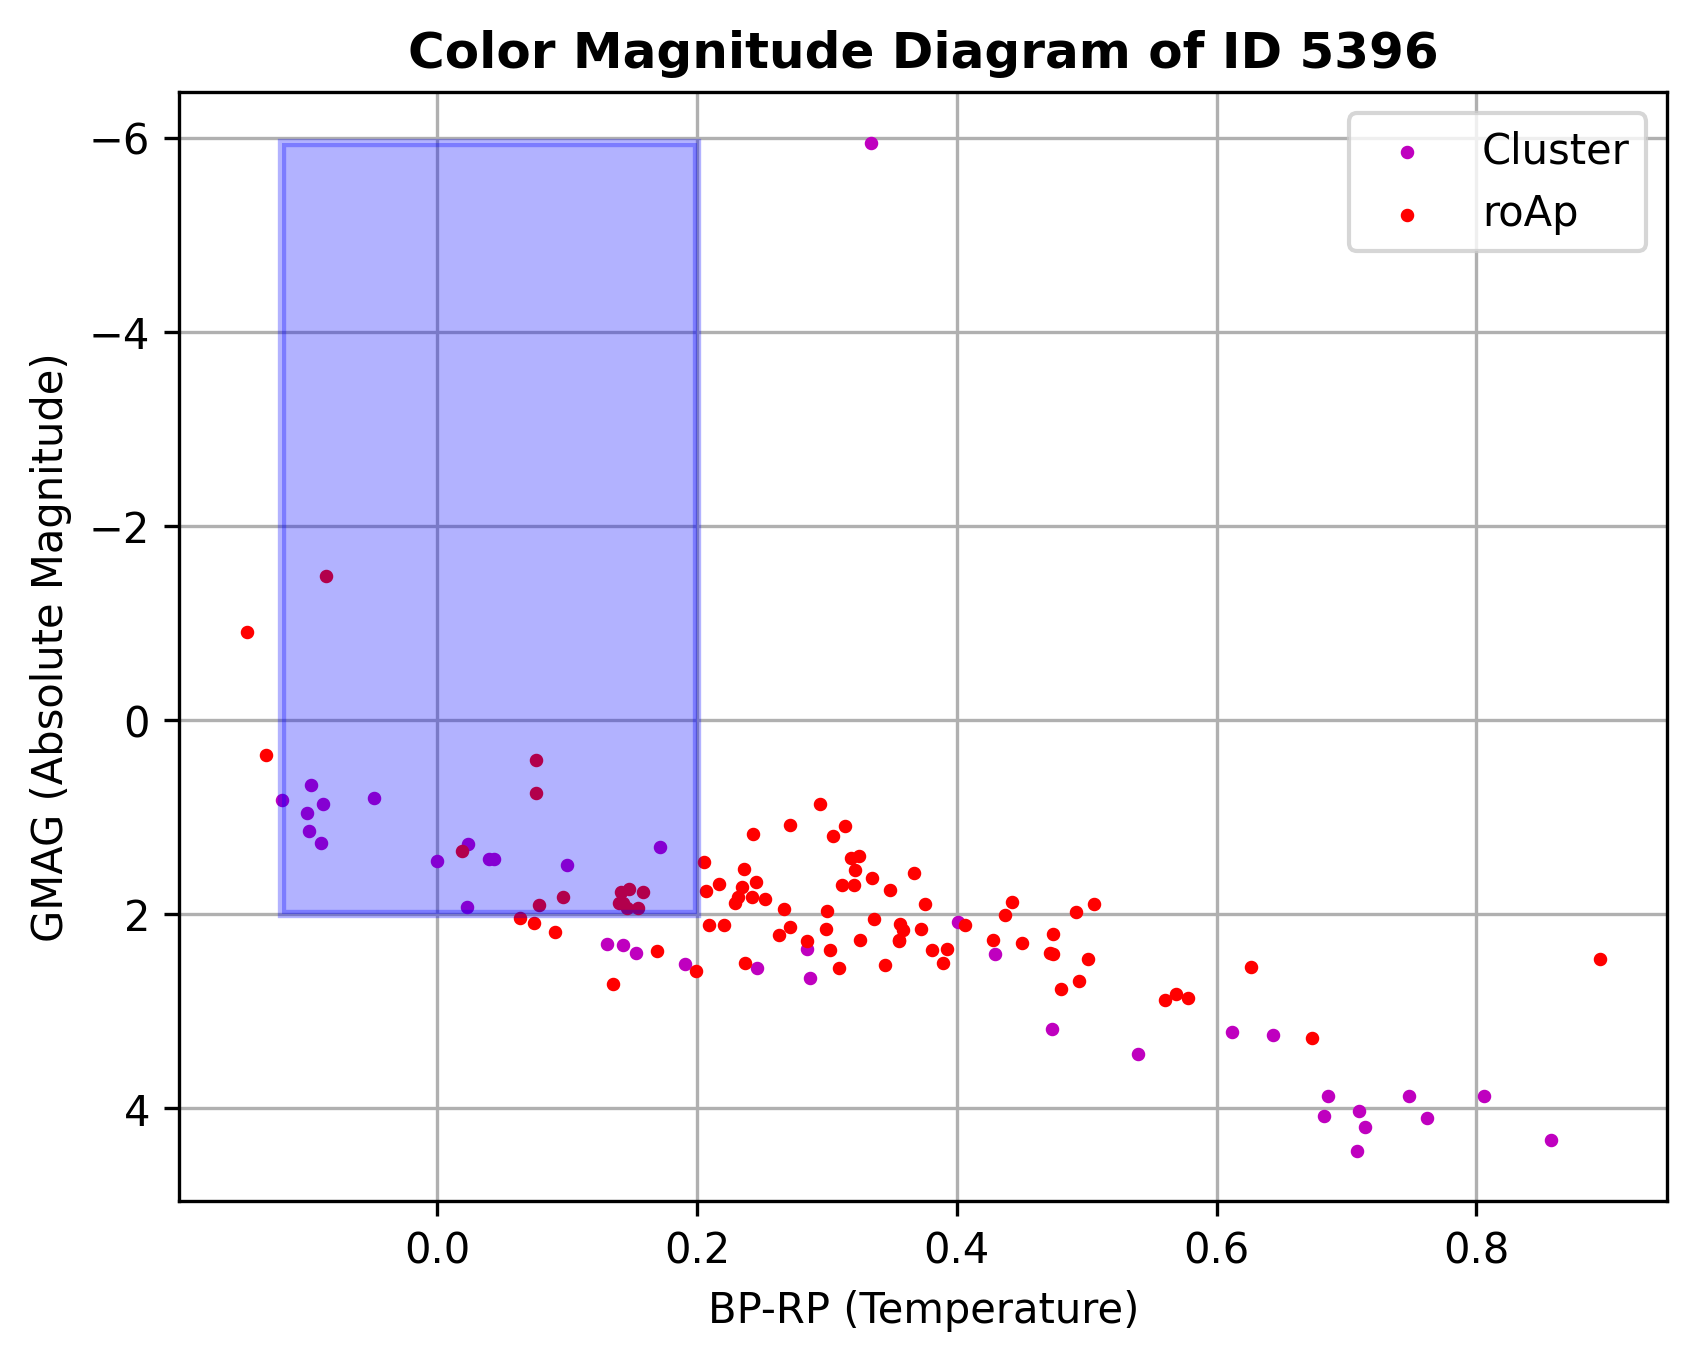 Color Magnitude Diagram of ID 5396
Cluster
roAp
GMAG (Absolute Magnitude)
−6
−4
−2
0
2
4
0.0 0.2 0.4 0.6 0.8
BP-RP (Temperature)